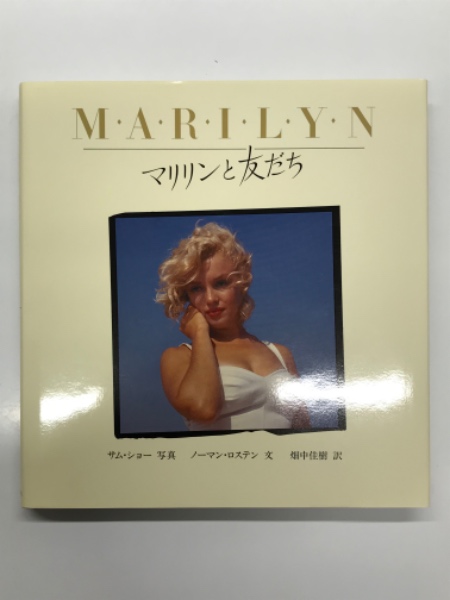 M·A·R·I·L·Y·N
マリリンと友だち
サム・ショー 写真 ノーマン・ロステン 文 畑中佳樹 訳